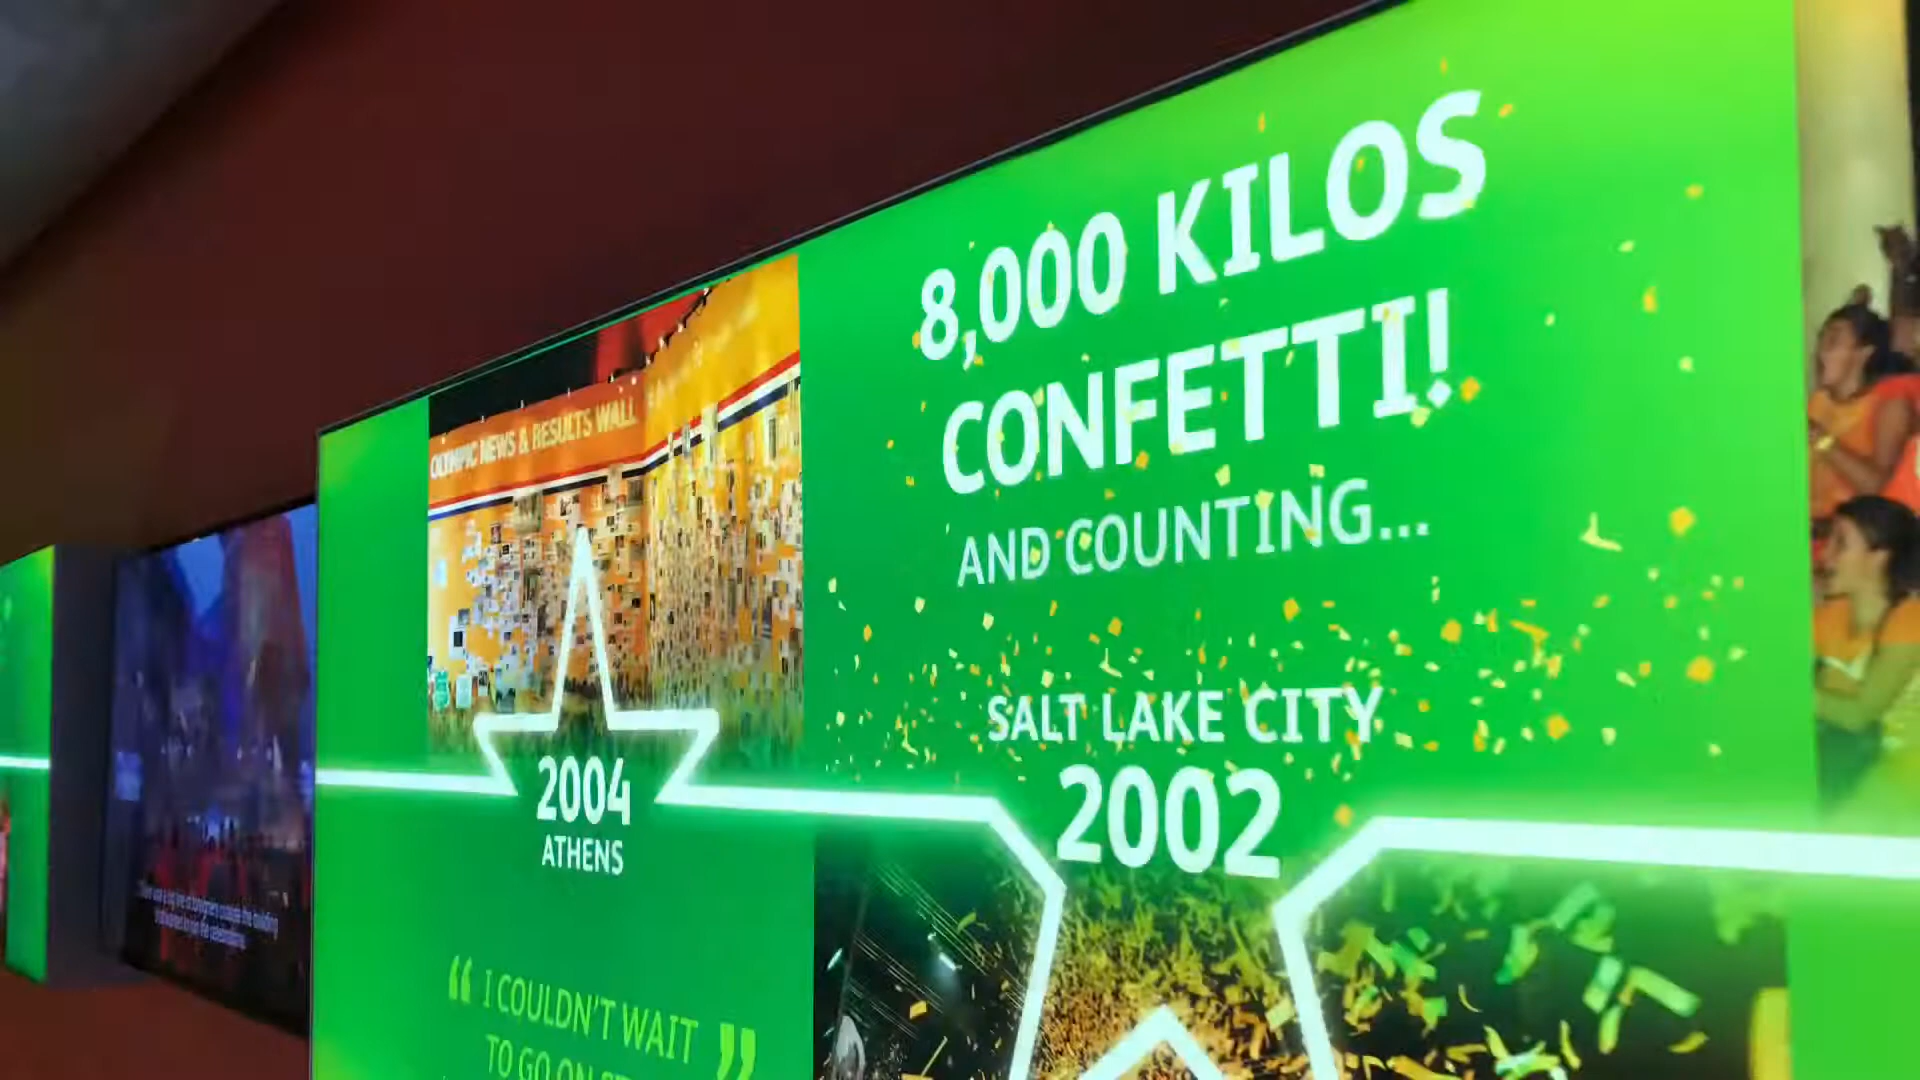 8,000 KILOS
CONFETTI!
AND COUNTING...
SALT LAKE CITY
2002
OLYMPIC NEWS & RESULTS WALL
2004
ATHENS
“ I COULDN'T WAIT ”
TO GO ON